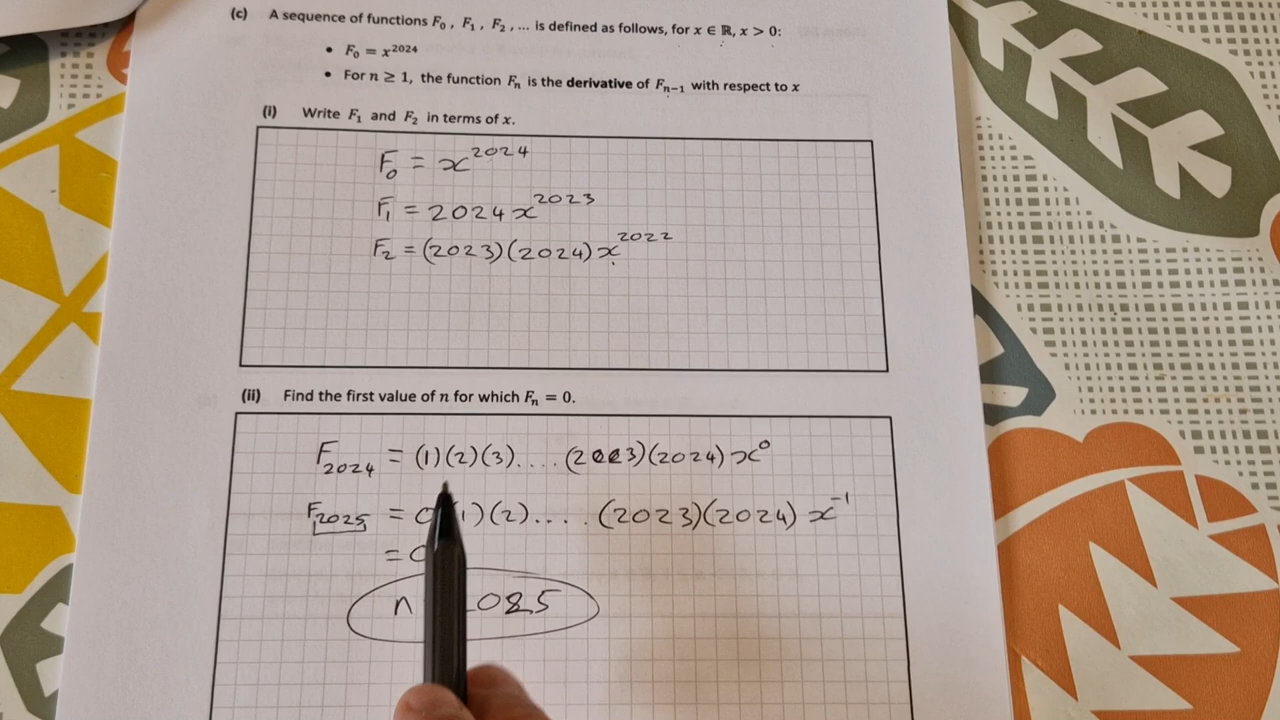 (c) A sequence of functions F₀ , F₁ , F₂ , ... is defined as follows, for x ∈ ℝ, x > 0:
• F₀ = x²⁰²⁴
• For n ≥ 1, the function Fₙ is the derivative of Fₙ₋₁ with respect to x
(i) Write F₁ and F₂ in terms of x.
F₀ = x²⁰²⁴
F₁ = 2024x²⁰²³
F₂ = (2023)(2024)x²⁰²²
(ii) Find the first value of n for which Fₙ = 0.
F₂₀₂₄ = (1)(2)(3).... (2023)(2024)x⁰
F₂₀₂₅ = 1)(2).... (2023)(2024)x⁻¹
=
n 025